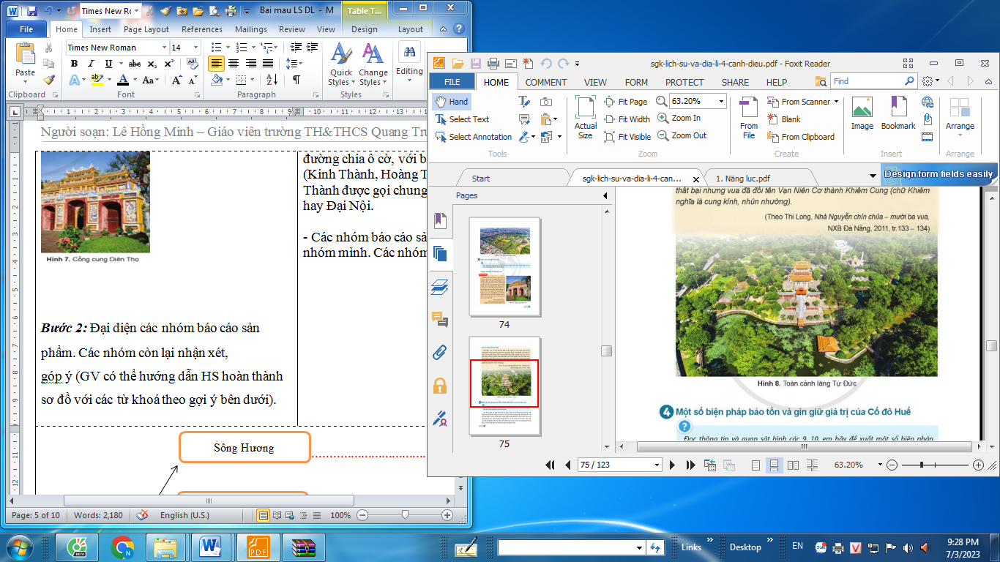 Times New Ro
Bai mau LS DL - M
Table T...
File
Home
Insert
Page Layout
References
Mailings
Review
View
Design
Layout
Paste
Clipboard
Times New Roman
14
Font
Paragraph
Quick Styles
Change Styles
Styles
Editing
Người soạn: Lê Hồng Minh – Giáo viên trường TH&THCS Quang Tru
Hình 7. Cổng cung Diên Thọ
đường chia ô cờ, với b
(Kinh Thành, Hoàng T
Thành được gọi chung
hay Đại Nội.
- Các nhóm báo cáo sả
nhóm mình. Các nhóm
Bước 2: Đại diện các nhóm báo cáo sản
phẩm. Các nhóm còn lại nhận xét,
góp ý (GV có thể hướng dẫn HS hoàn thành
sơ đồ với các từ khoá theo gợi ý bên dưới).
Sông Hương
Page: 5 of 10
Words: 2,180
English (U.S.)
100%
sgk-lich-su-va-dia-li-4-canh-dieu.pdf - Foxit Reader
FILE
HOME
COMMENT
VIEW
FORM
PROTECT
SHARE
HELP
Find
Hand
Select Text
Select Annotation
Tools
Actual Size
Fit Page
Fit Width
Fit Visible
63.20%
Zoom In
Zoom Out
Zoom
From File
From Scanner
Blank
From Clipboard
Create
Image
Bookmark
Insert
Arrange
Arrange
Start
sgk-lich-su-va-dia-li-4-can...
1. Năng luc.pdf
Design form fields easily
Pages
74
75
thất bại nhưng vua đã đổi tên Vạn Niên Cơ thành Khiêm Cung (chữ Khiêm
nghĩa là cung kính, nhún nhường).
(Theo Thi Long, Nhà Nguyễn chín chúa – mười ba vua,
NXB Đà Nẵng, 2011, tr.133 – 134)
Hình 8. Toàn cảnh lăng Tự Đức
4 Một số biện pháp bảo tồn và gìn giữ giá trị của Cố đô Huế
?
Đọc thông tin và quan sát hình các 9, 10, em hãy đề xuất một số biện pháp
75 / 123
63.20%
Links
Desktop
EN
9:28 PM
7/3/2023